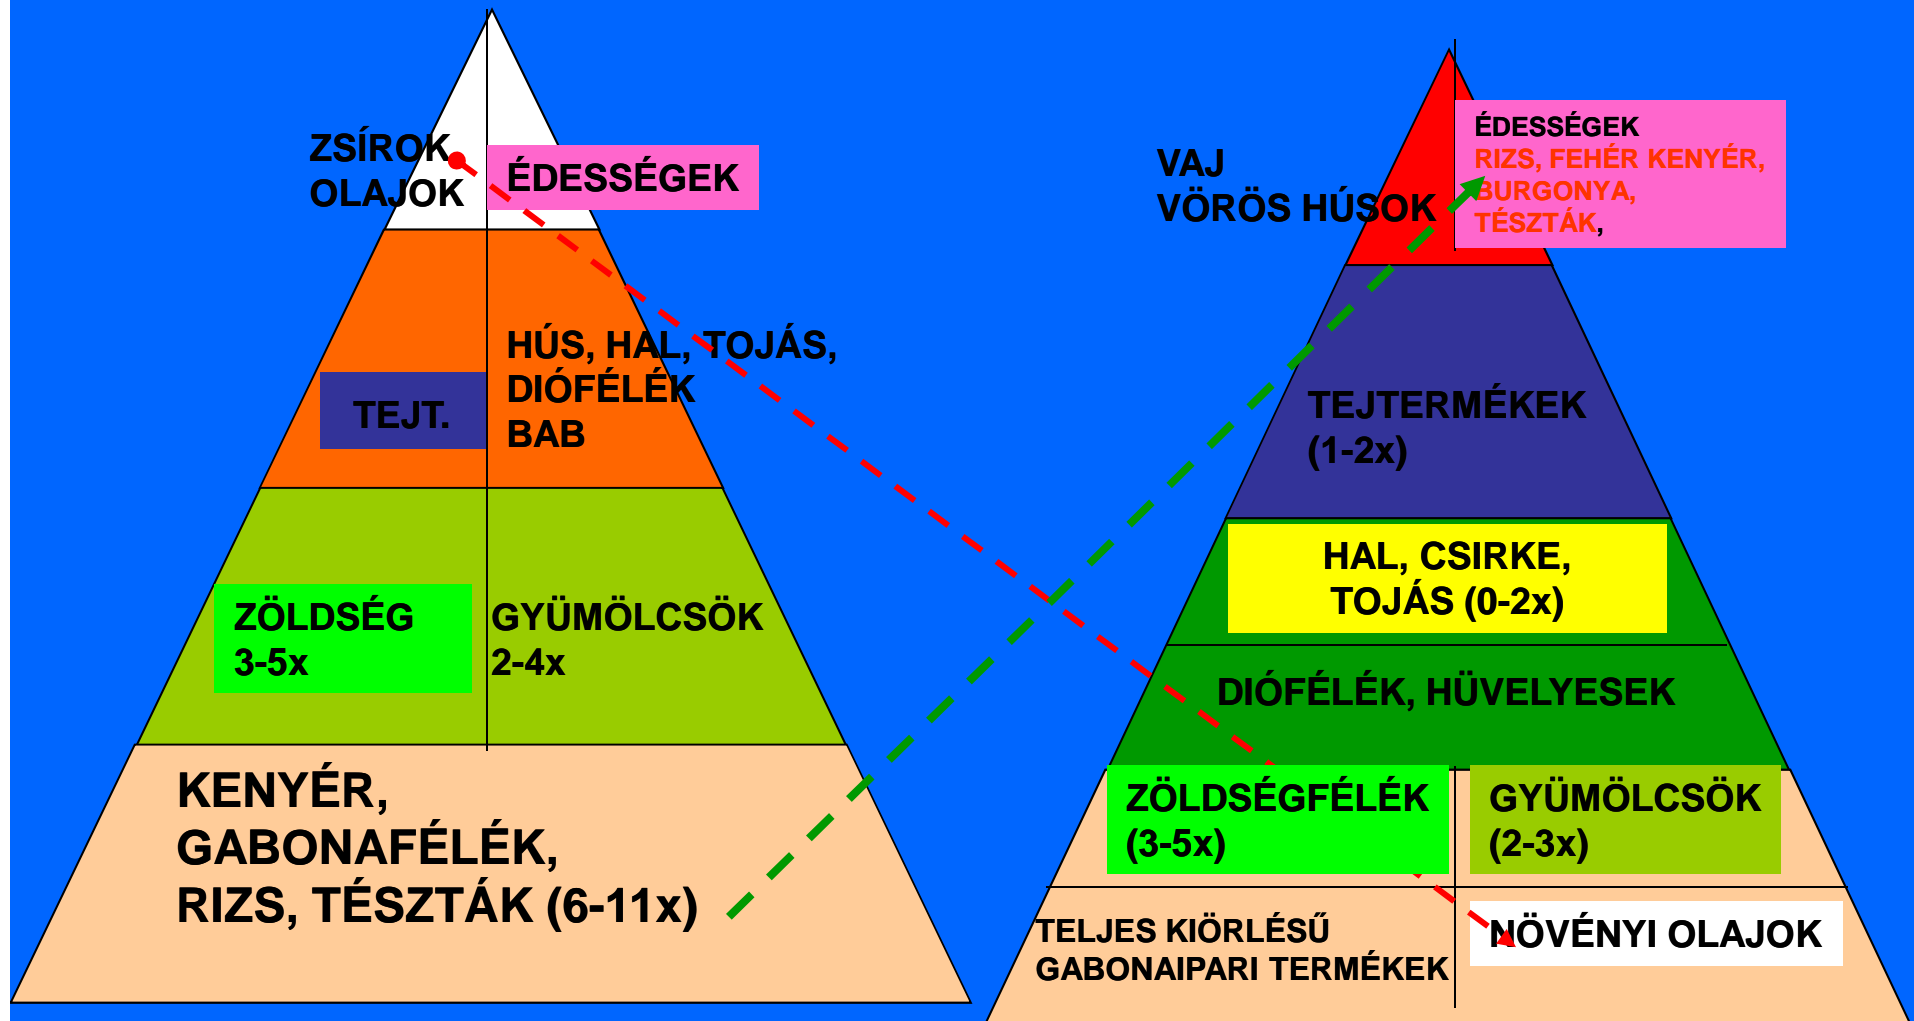 ZSÍROK
OLAJOK
ÉDESSÉGEK
TEJT.
HÚS, HAL, TOJÁS,
DIÓFÉLÉK
BAB
ZÖLDSÉG
3-5x
GYÜMÖLCSÖK
2-4x
KENYÉR,
GABONAFÉLÉK,
RIZS, TÉSZTÁK (6-11x)
VAJ
VÖRÖS HÚSOK
ÉDESSÉGEK
RIZS, FEHÉR KENYÉR,
BURGONYA,
TÉSZTÁK,
TEJTERMÉKEK
(1-2x)
HAL, CSIRKE,
TOJÁS (0-2x)
DIÓFÉLÉK, HÜVELYESEK
ZÖLDSÉGFÉLÉK
(3-5x)
GYÜMÖLCSÖK
(2-3x)
TELJES KIÖRLÉSŰ
GABONAIPARI TERMÉKEK
NÖVÉNYI OLAJOK